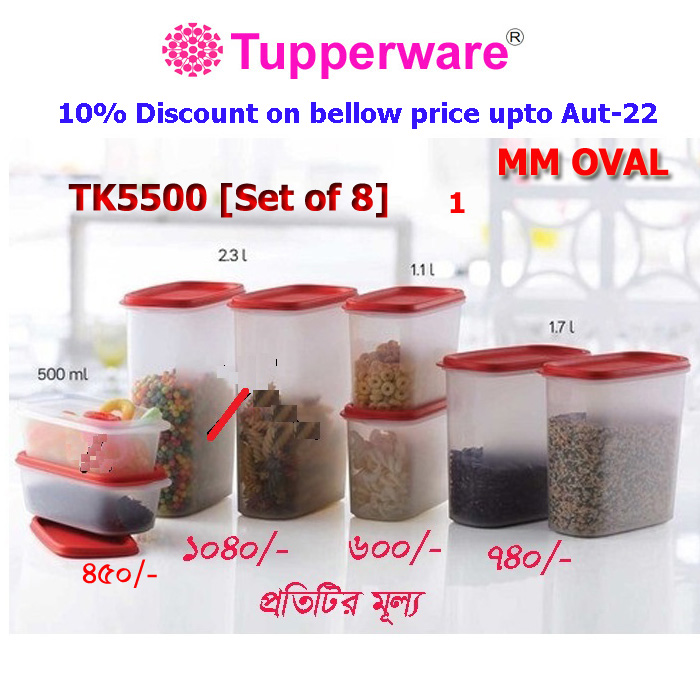 Tupperware®
10% Discount on bellow price upto Aut-22
MM OVAL
TK5500 [Set of 8]
1
2.3 l
1.1 l
1.7 l
500 ml
১০৪০/-
৬০০/-
৭৪০/-
৪৫০/-
প্রতিটির মূল্য